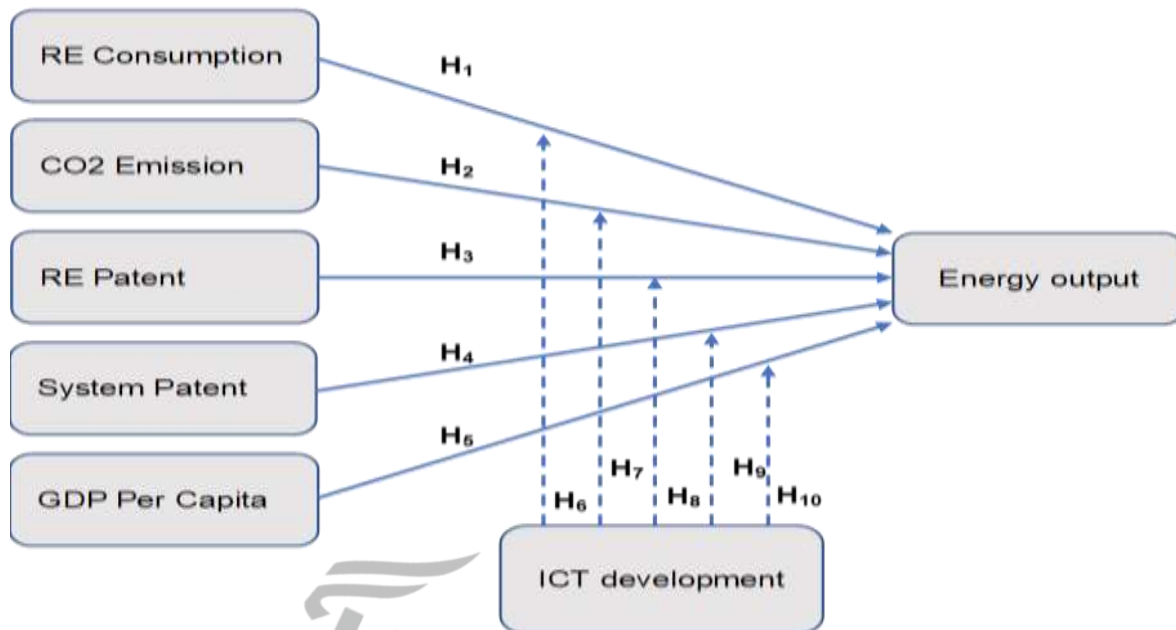 RE Consumption
H₁
CO2 Emission
H₂
RE Patent
H₃
Energy output
System Patent
H₄
GDP Per Capita
H₅
H₆
H₇
H₈
H₉
H₁₀
ICT development